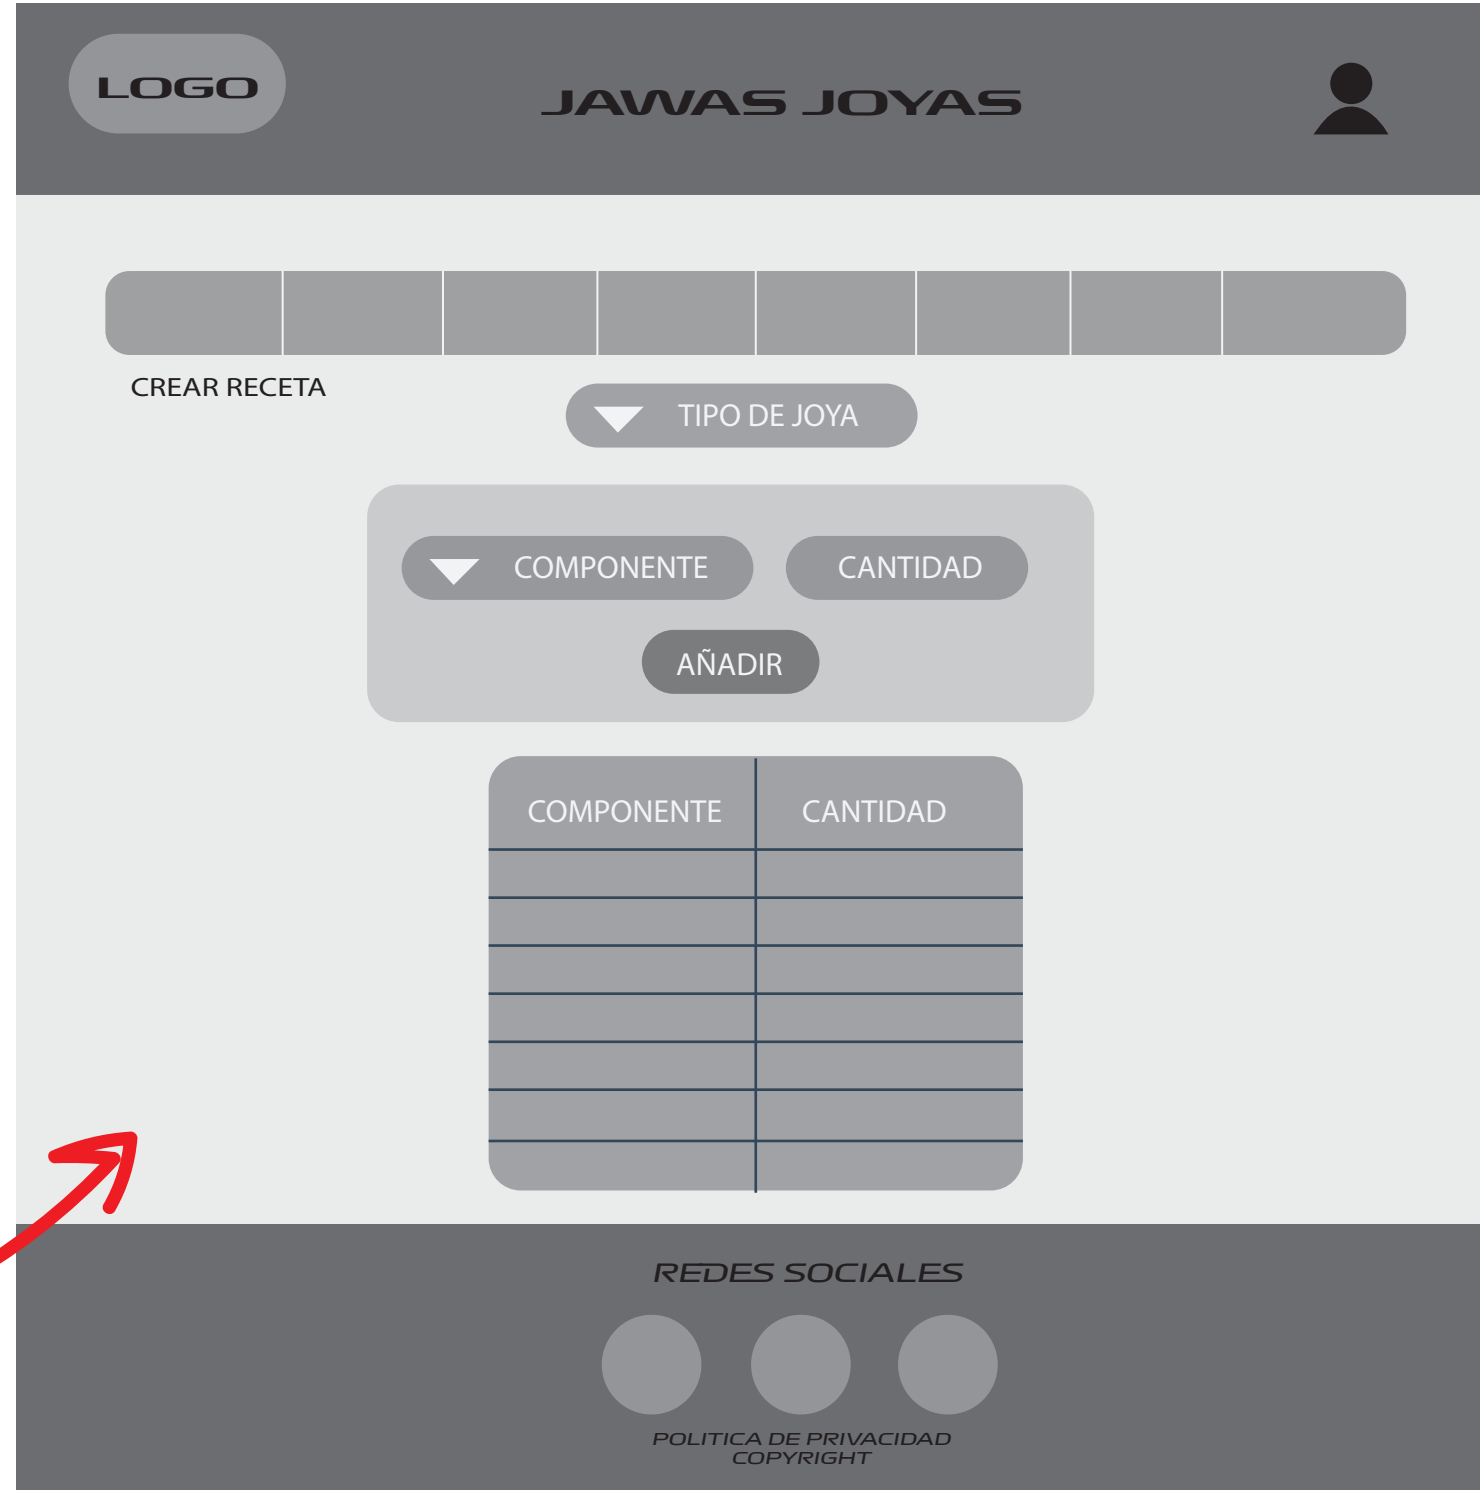 LOGO
JAWAS JOYAS
CREAR RECETA
TIPO DE JOYA
COMPONENTE
CANTIDAD
AÑADIR
COMPONENTE
CANTIDAD
REDES SOCIALES
POLITICA DE PRIVACIDAD
COPYRIGHT